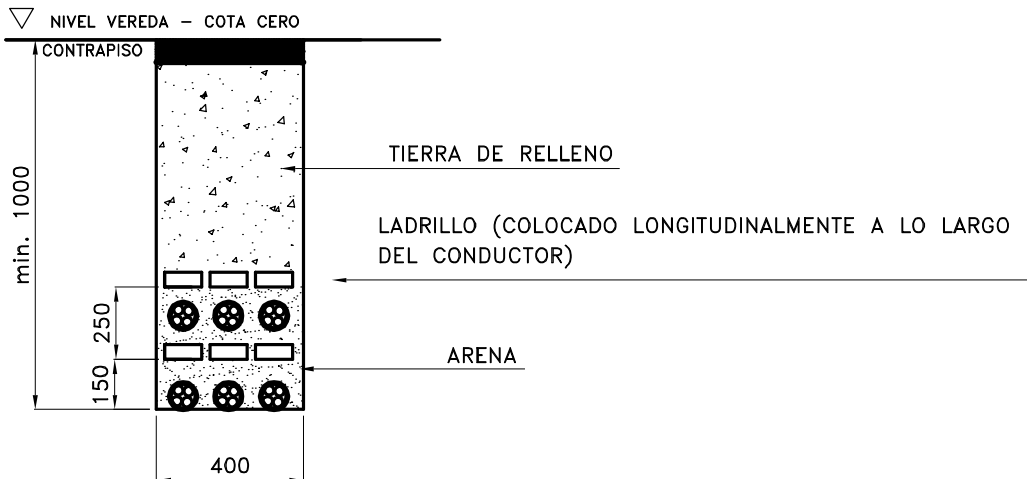 NIVEL VEREDA – COTA CERO
CONTRAPISO
min. 1000
TIERRA DE RELLENO
LADRILLO (COLOCADO LONGITUDINALMENTE A LO LARGO
DEL CONDUCTOR)
250
ARENA
150
400